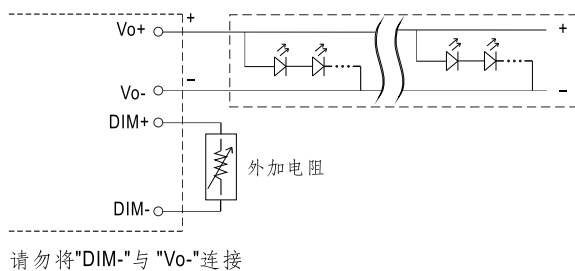 Vo+
+
+
Vo-
−
−
DIM+
外加电阻
DIM-
请勿将"DIM-"与 "Vo-"连接